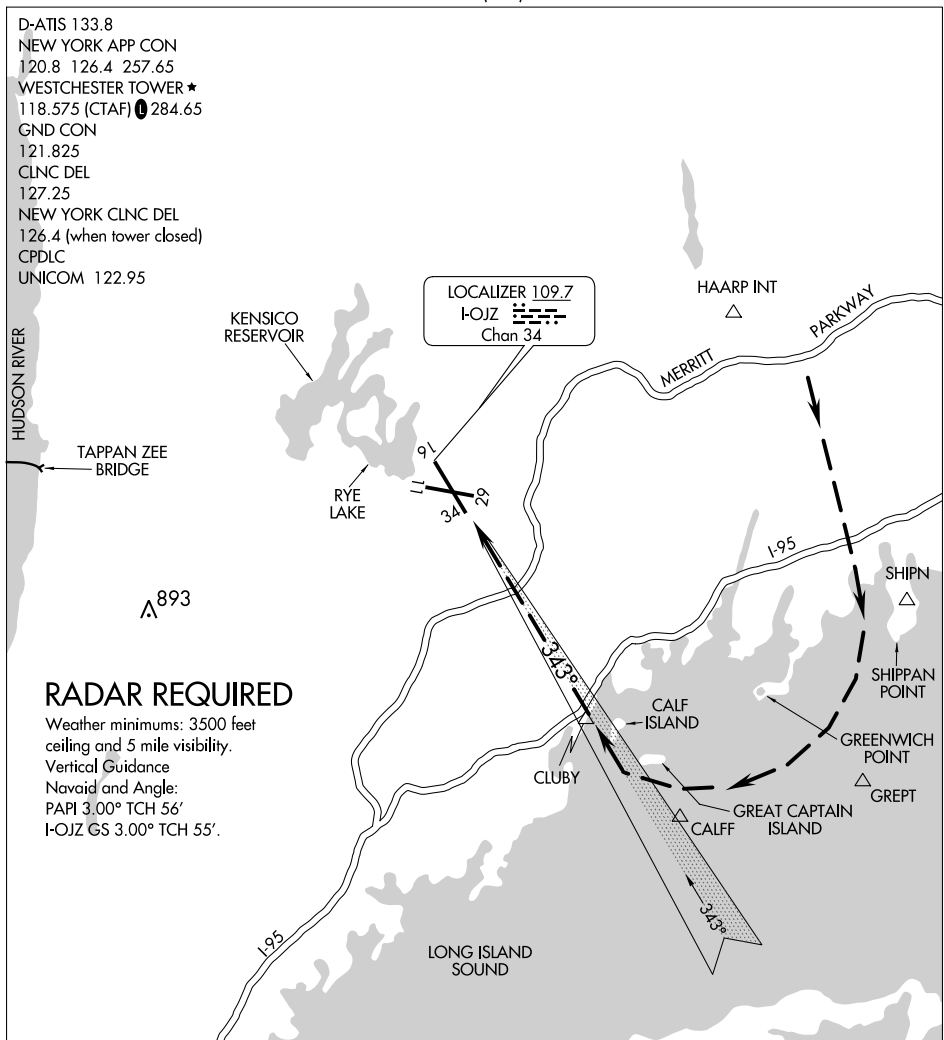 D-ATIS 133.8
NEW YORK APP CON
120.8 126.4 257.65
WESTCHESTER TOWER ★
118.575 (CTAF) L 284.65
GND CON
121.825
CLNC DEL
127.25
NEW YORK CLNC DEL
126.4 (when tower closed)
CPDLC
UNICOM 122.95
LOCALIZER 109.7
I-OJZ
Chan 34
HAARP INT
MERRITT
PARKWAY
KENSICO
RESERVOIR
HUDSON RIVER
TAPPAN ZEE
BRIDGE
RYE
LAKE
16
11
29
34
I-95
SHIPN
893
SHIPPAN
POINT
343°
RADAR REQUIRED
Weather minimums: 3500 feet
ceiling and 5 mile visibility.
Vertical Guidance
Navaid and Angle:
PAPI 3.00° TCH 56'
I-OJZ GS 3.00° TCH 55'.
CALF
ISLAND
GREENWICH
POINT
CLUBY
GREPT
GREAT CAPTAIN
ISLAND
CALFF
343°
I-95
LONG ISLAND
SOUND